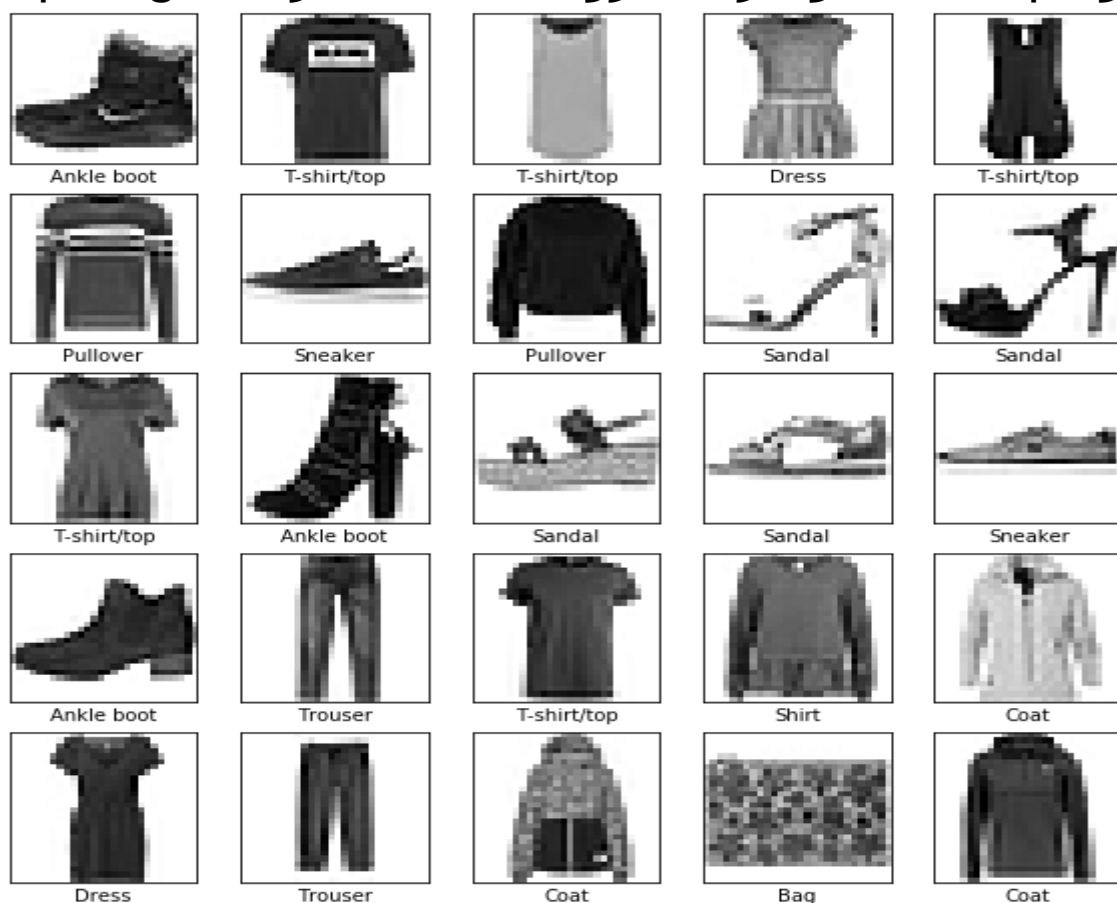 Ankle boot T-shirt/top T-shirt/top Dress T-shirt/top
Pullover Sneaker Pullover Sandal Sandal
T-shirt/top Ankle boot Sandal Sandal Sneaker
Ankle boot Trouser T-shirt/top Shirt Coat
Dress Trouser Coat Bag Coat